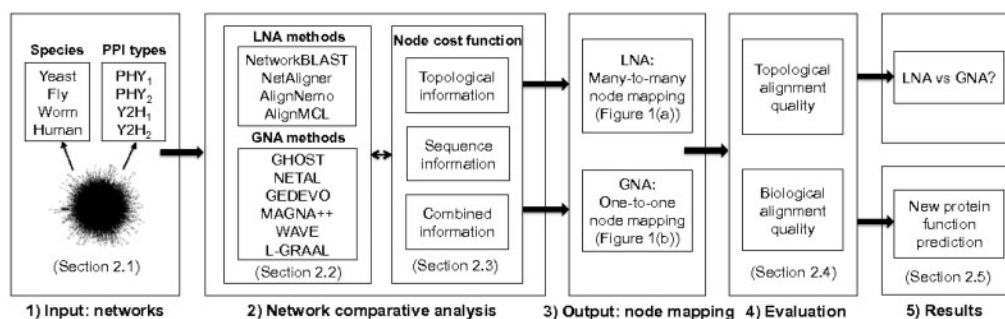 Species
Yeast
Fly
Worm
Human
PPI types
PHY₁
PHY₂
Y2H₁
Y2H₂
(Section 2.1)
1) Input: networks
LNA methods
NetworkBLAST
NetAligner
AlignNemo
AlignMCL
GNA methods
GHOST
NETAL
GEDEVO
MAGNA++
WAVE
L-GRAAL
(Section 2.2)
Node cost function
Topological
information
Sequence
information
Combined
information
(Section 2.3)
2) Network comparative analysis
LNA:
Many-to-many
node mapping
(Figure 1(a))
GNA:
One-to-one
node mapping
(Figure 1(b))
3) Output: node mapping
Topological
alignment
quality
Biological
alignment
quality
(Section 2.4)
4) Evaluation
LNA vs GNA?
New protein
function
prediction
(Section 2.5)
5) Results